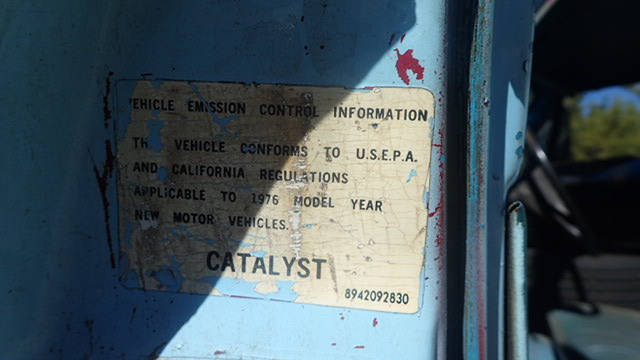 VEHICLE EMISSION CONTROL INFORMATION
THIS VEHICLE CONFORMS TO U.S.E.P.A.
AND CALIFORNIA REGULATIONS
APPLICABLE TO 1976 MODEL YEAR
NEW MOTOR VEHICLES.
CATALYST
8942092830